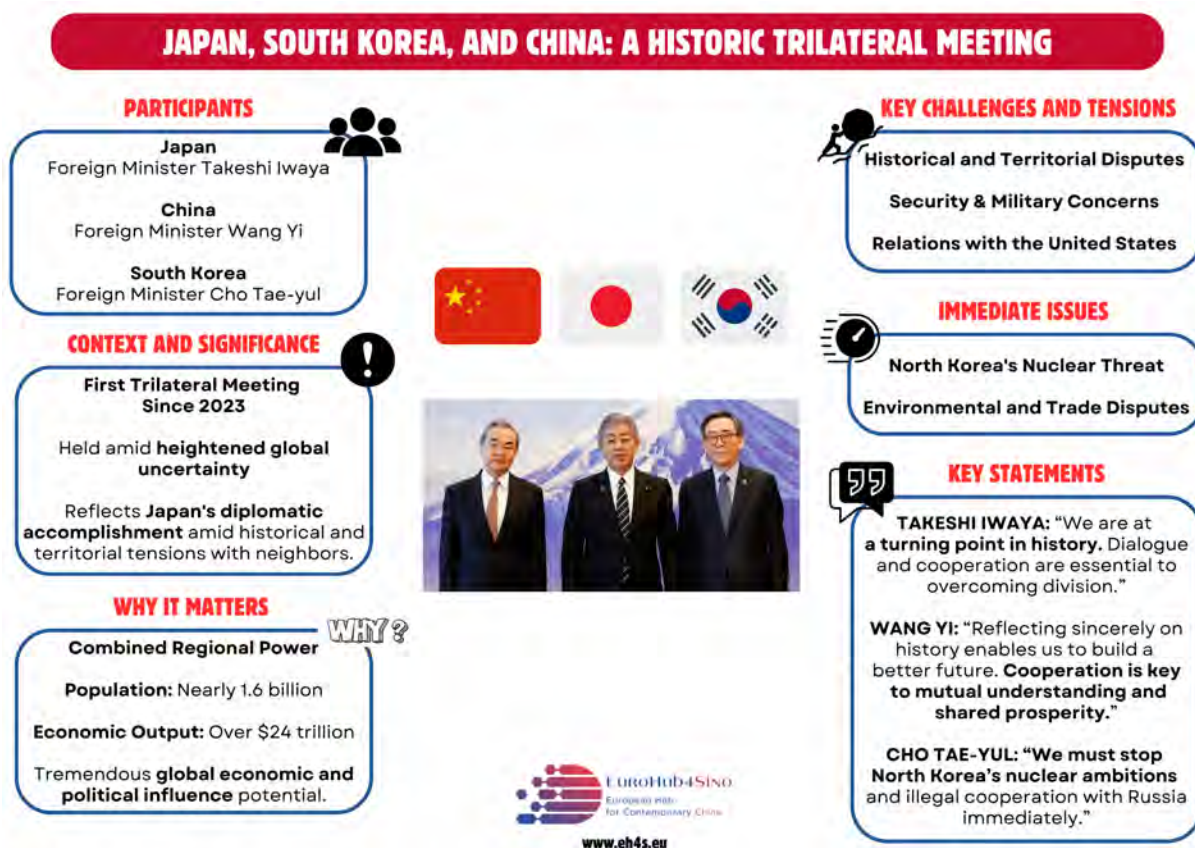 JAPAN, SOUTH KOREA, AND CHINA: A HISTORIC TRILATERAL MEETING
PARTICIPANTS
Japan
Foreign Minister Takeshi Iwaya
China
Foreign Minister Wang Yi
South Korea
Foreign Minister Cho Tae-yul
CONTEXT AND SIGNIFICANCE
First Trilateral Meeting
Since 2023
Held amid heightened global
uncertainty
Reflects Japan's diplomatic
accomplishment amid historical and
territorial tensions with neighbors.
WHY IT MATTERS
WHY?
Combined Regional Power
Population: Nearly 1.6 billion
Economic Output: Over $24 trillion
Tremendous global economic and
political influence potential.
EUROHUB4SINO
European Hub
for Contemporary China
www.eh4s.eu
KEY CHALLENGES AND TENSIONS
Historical and Territorial Disputes
Security & Military Concerns
Relations with the United States
IMMEDIATE ISSUES
North Korea's Nuclear Threat
Environmental and Trade Disputes
KEY STATEMENTS
TAKESHI IWAYA: “We are at
a turning point in history. Dialogue
and cooperation are essential to
overcoming division.”
WANG YI: “Reflecting sincerely on
history enables us to build a
better future. Cooperation is key
to mutual understanding and
shared prosperity.”
CHO TAE-YUL: “We must stop
North Korea’s nuclear ambitions
and illegal cooperation with Russia
immediately.”